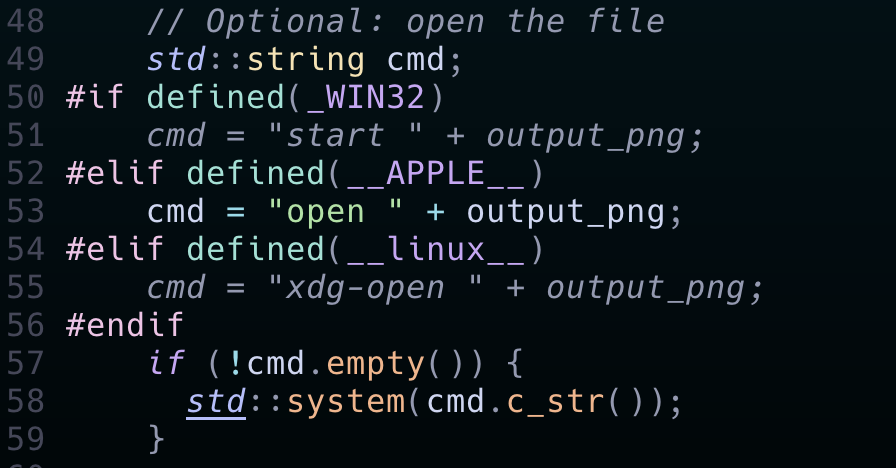 48     // Optional: open the file
49     std::string cmd;
50 #if defined(_WIN32)
51     cmd = "start " + output_png;
52 #elif defined(__APPLE__)
53     cmd = "open " + output_png;
54 #elif defined(__linux__)
55     cmd = "xdg-open " + output_png;
56 #endif
57     if (!cmd.empty()) {
58       std::system(cmd.c_str());
59     }